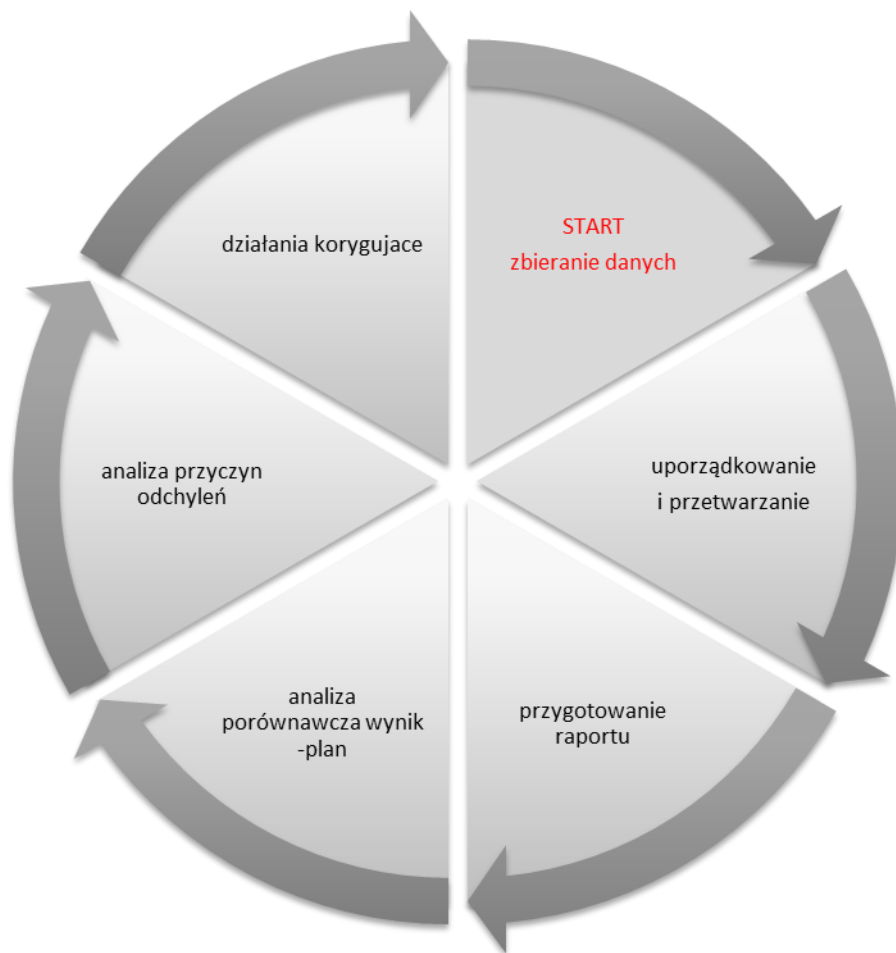 START
zbieranie danych
uporządkowanie
i przetwarzanie
przygotowanie
raportu
analiza
porównawcza wynik
-plan
analiza przyczyn
odchyleń
działania korygujace